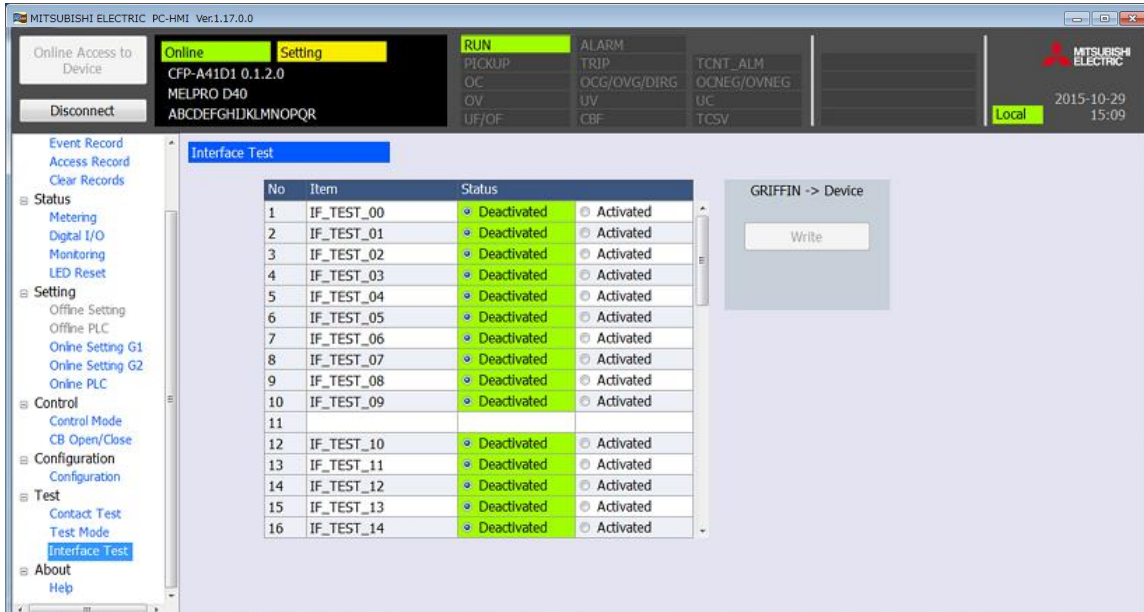 MITSUBISHI ELECTRIC PC-HMI Ver.1.17.0.0
Online Access to
Device
Disconnect
Online Setting
CFP-A41D1 0.1.2.0
MELPRO D40
ABCDEFGHIJKLMNOPQR
RUN ALARM
PICKUP TRIP TCNT_ALM
OC OCG/OVG/DIRG OCNEG/OVNEG
OV UV UC
UF/OF CBF TCSV
MITSUBISHI
ELECTRIC
2015-10-29
Local 15:09
Event Record
Access Record
Clear Records
Status
Metering
Digital I/O
Monitoring
LED Reset
Setting
Offline Setting
Offline PLC
Online Setting G1
Online Setting G2
Online PLC
Control
Control Mode
CB Open/Close
Configuration
Configuration
Test
Contact Test
Test Mode
Interface Test
About
Help
Interface Test
No Item Status
1 IF_TEST_00 Deactivated Activated
2 IF_TEST_01 Deactivated Activated
3 IF_TEST_02 Deactivated Activated
4 IF_TEST_03 Deactivated Activated
5 IF_TEST_04 Deactivated Activated
6 IF_TEST_05 Deactivated Activated
7 IF_TEST_06 Deactivated Activated
8 IF_TEST_07 Deactivated Activated
9 IF_TEST_08 Deactivated Activated
10 IF_TEST_09 Deactivated Activated
11
12 IF_TEST_10 Deactivated Activated
13 IF_TEST_11 Deactivated Activated
14 IF_TEST_12 Deactivated Activated
15 IF_TEST_13 Deactivated Activated
16 IF_TEST_14 Deactivated Activated
GRIFFIN -> Device
Write